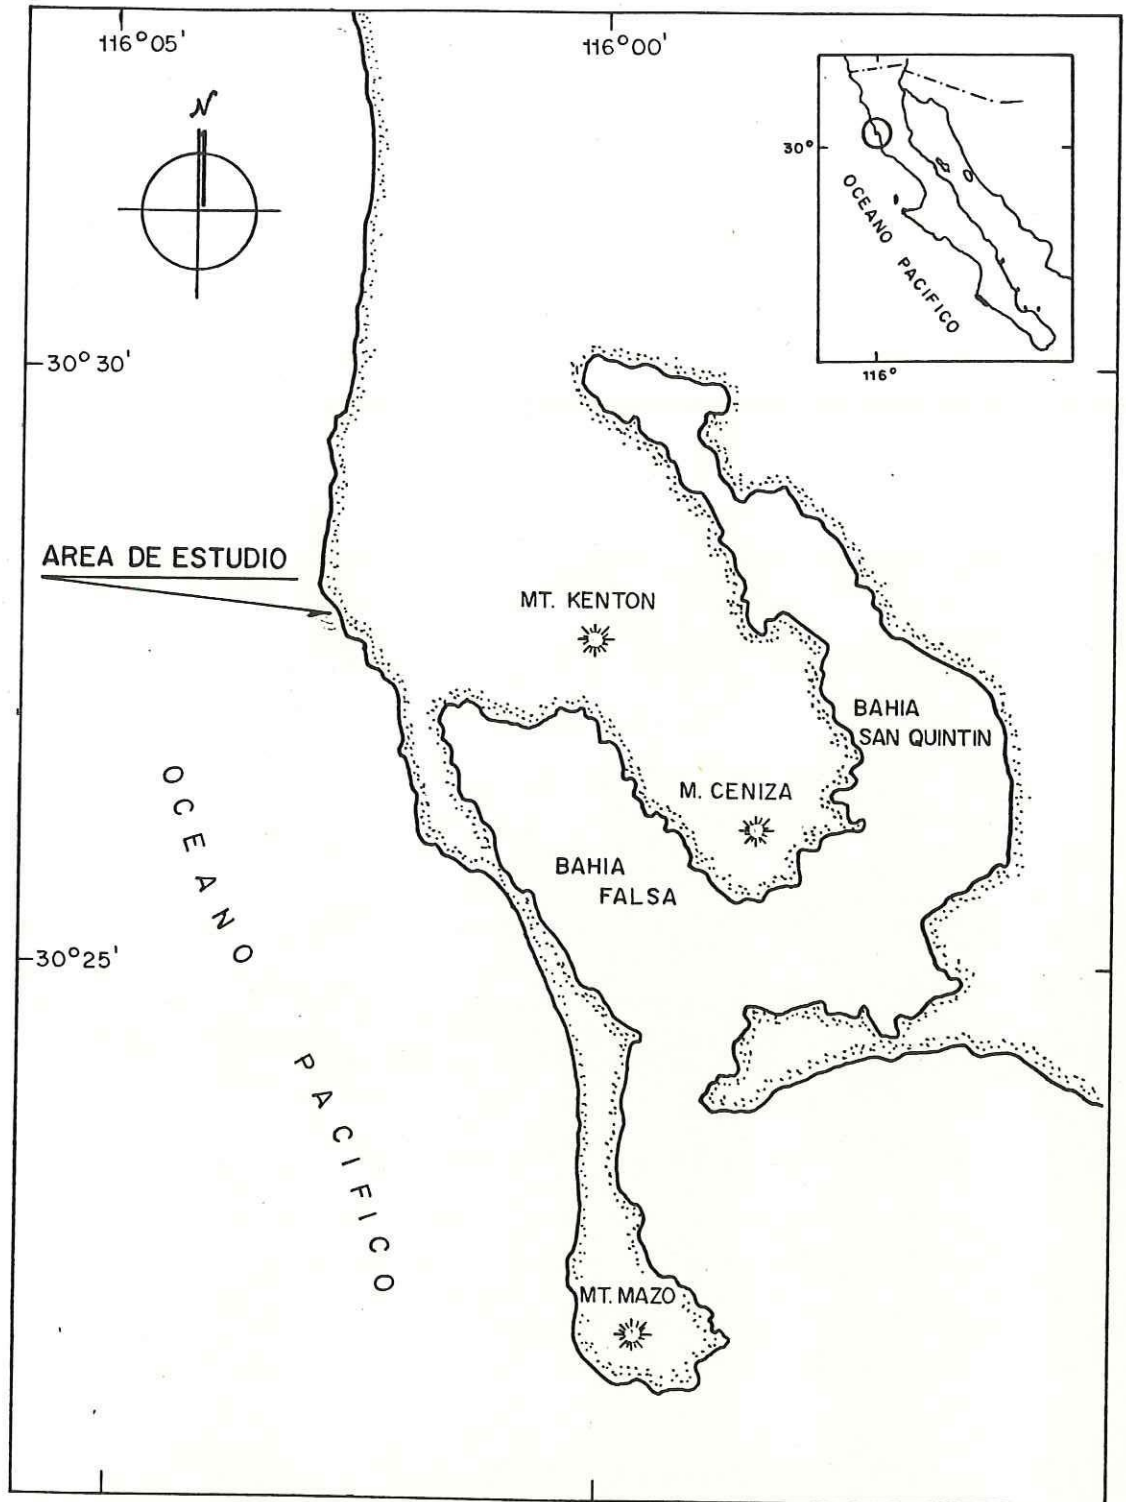 116°05'
116°00'
N
30°
OCEANO PACIFICO
116°
30°30'
AREA DE ESTUDIO
MT. KENTON
BAHIA
SAN QUINTIN
M. CENIZA
BAHIA
FALSA
OCEANO PACIFICO
30°25'
MT. MAZO